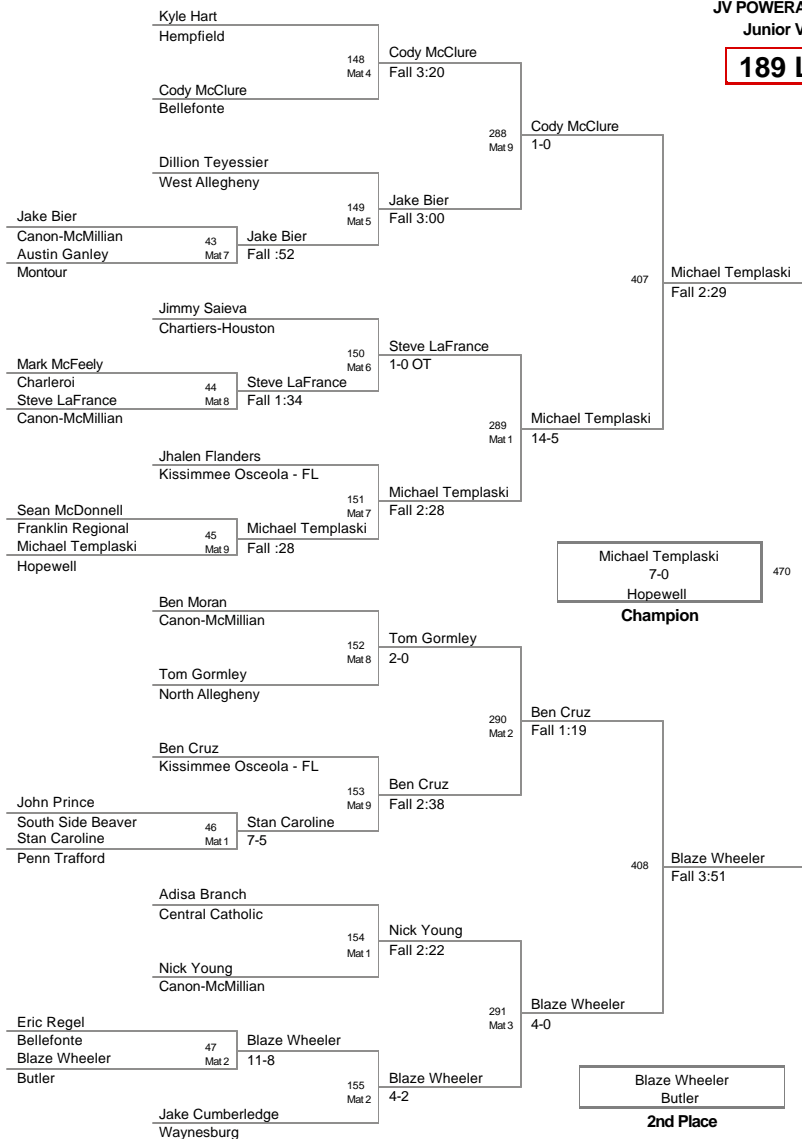 JV POWERA
Junior V
189 L
Kyle Hart
Hempfield
148
Mat 4
Cody McClure
Fall 3:20
Cody McClure
Bellefonte
288
Mat 9
Cody McClure
1-0
Dillion Teyessier
West Allegheny
149
Mat 5
Jake Bier
Fall 3:00
Jake Bier
Canon-McMillian
43
Mat 7
Jake Bier
Fall :52
Austin Ganley
Montour
407
Michael Templaski
Fall 2:29
Jimmy Saieva
Chartiers-Houston
150
Mat 6
Steve LaFrance
1-0 OT
Mark McFeely
Charleroi
44
Mat 8
Steve LaFrance
Fall 1:34
Steve LaFrance
Canon-McMillian
289
Mat 1
Michael Templaski
14-5
Jhalen Flanders
Kissimmee Osceola - FL
151
Mat 7
Michael Templaski
Fall 2:28
Sean McDonnell
Franklin Regional
45
Mat 9
Michael Templaski
Fall :28
Michael Templaski
Hopewell
Michael Templaski
7-0
Hopewell
470
Champion
Ben Moran
Canon-McMillian
152
Mat 8
Tom Gormley
2-0
Tom Gormley
North Allegheny
290
Mat 2
Ben Cruz
Fall 1:19
Ben Cruz
Kissimmee Osceola - FL
153
Mat 9
Ben Cruz
Fall 2:38
John Prince
South Side Beaver
46
Mat 1
Stan Caroline
7-5
Stan Caroline
Penn Trafford
408
Blaze Wheeler
Fall 3:51
Adisa Branch
Central Catholic
154
Mat 1
Nick Young
Fall 2:22
Nick Young
Canon-McMillian
291
Mat 3
Blaze Wheeler
4-0
Eric Regel
Bellefonte
47
Mat 2
Blaze Wheeler
11-8
Blaze Wheeler
Butler
155
Mat 2
Blaze Wheeler
4-2
Jake Cumberledge
Waynesburg
Blaze Wheeler
Butler
2nd Place